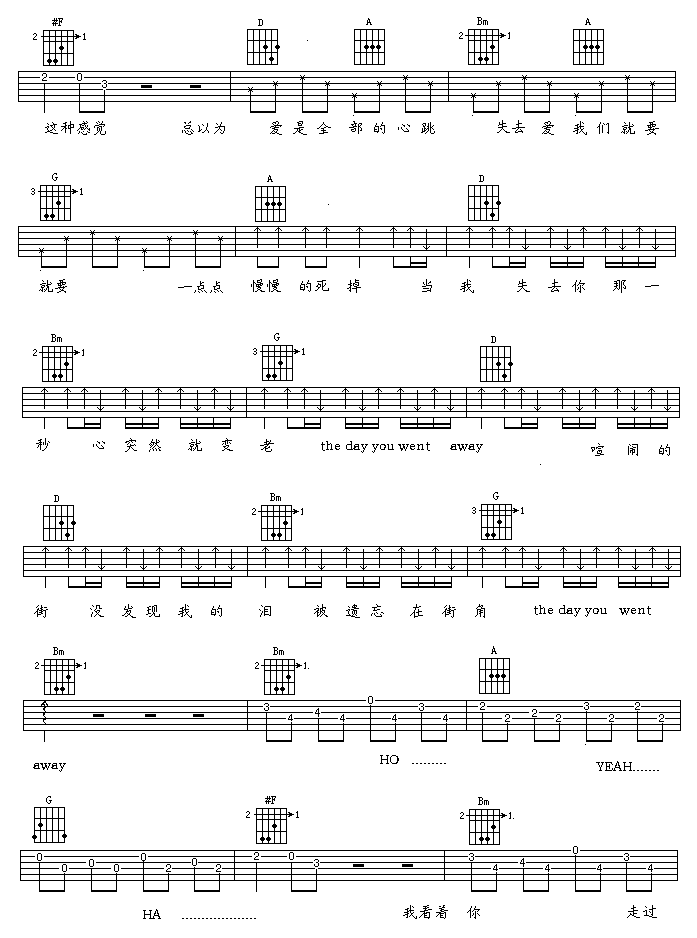 #F D A Bm A
2 1 2 1
2 0 3
这种感觉 总以为 爱是全部的心跳 失去爱我们就要
G A D
3 1
就要 一点点 慢慢的死掉 当我失去你那一
Bm G D
2 1 3 1
秒 心突然就变老 the day you went away 喧闹的
D Bm G
2 1 3 1
街 没发现我的泪 被遗忘在街角 the day you went
Bm Bm A
2 1 2 1.
3 4 4 4 0 4 3 4 2 2 2 2 3 2 2 2
away HO ......... YEAH.......
G #F Bm
2 1 2 1.
0 0 0 0 0 2 0 2 2 0 3 3 4 4 4 0 4 3 4
HA ................... 我看着你 走过